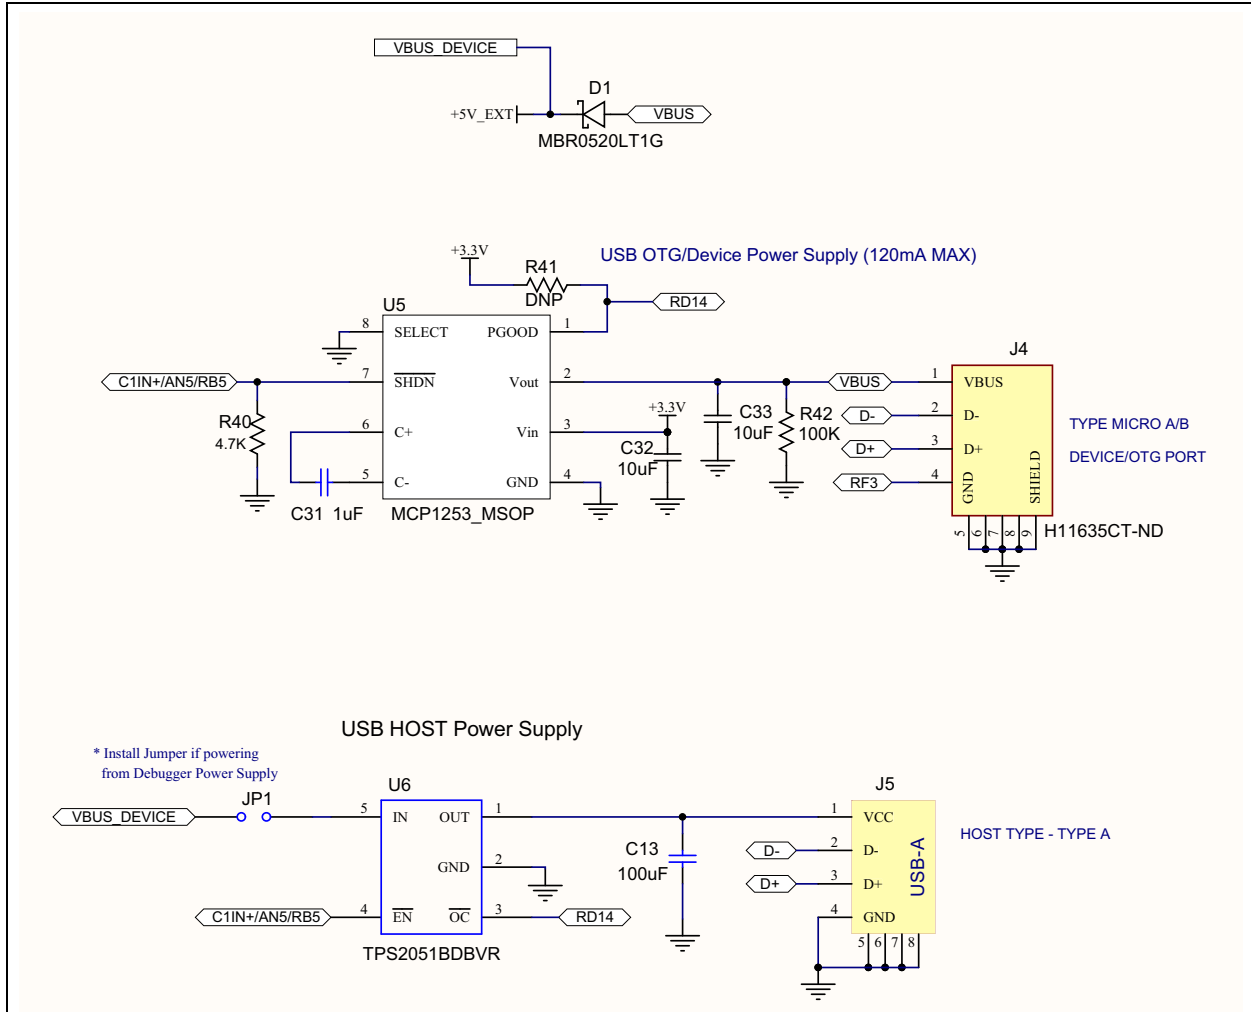 VBUS_DEVICE
D1
+5V_EXT
VBUS
MBR0520LT1G
+3.3V
USB OTG/Device Power Supply (120mA MAX)
R41
DNP
RD14
U5
8 SELECT PGOOD 1
J4
C1IN+/AN5/RB5
7 SHDN Vout 2
VBUS
1 VBUS
R40
4.7K
6 C+ Vin 3
+3.3V
C33
10uF
R42
100K
D-
2 D-
TYPE MICRO A/B
C32
10uF
D+
3 D+
DEVICE/OTG PORT
5 C- GND 4
RF3
4
GND
SHIELD
C31 1uF
MCP1253_MSOP
5
6
7
8
9
H11635CT-ND
USB HOST Power Supply
* Install Jumper if powering
from Debugger Power Supply
JP1
U6
J5
VBUS_DEVICE
5 IN OUT 1
1 VCC
HOST TYPE - TYPE A
C13
100uF
D-
2 D-
GND 2
D+
3 D+
USB-A
C1IN+/AN5/RB5
4 EN OC 3
RD14
4 GND
TPS2051BDBVR
5
6
7
8